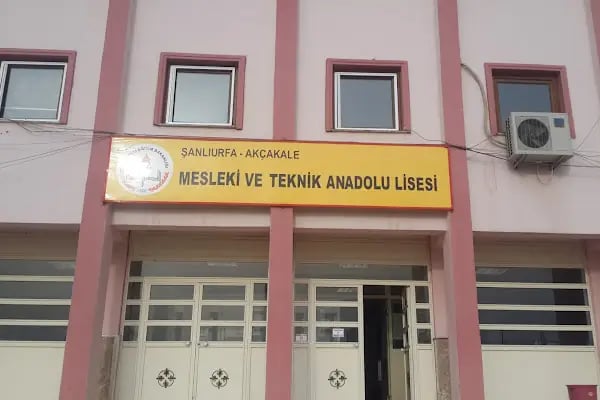 ŞANLIURFA - AKÇAKALE
MESLEKİ VE TEKNİK ANADOLU LİSESİ